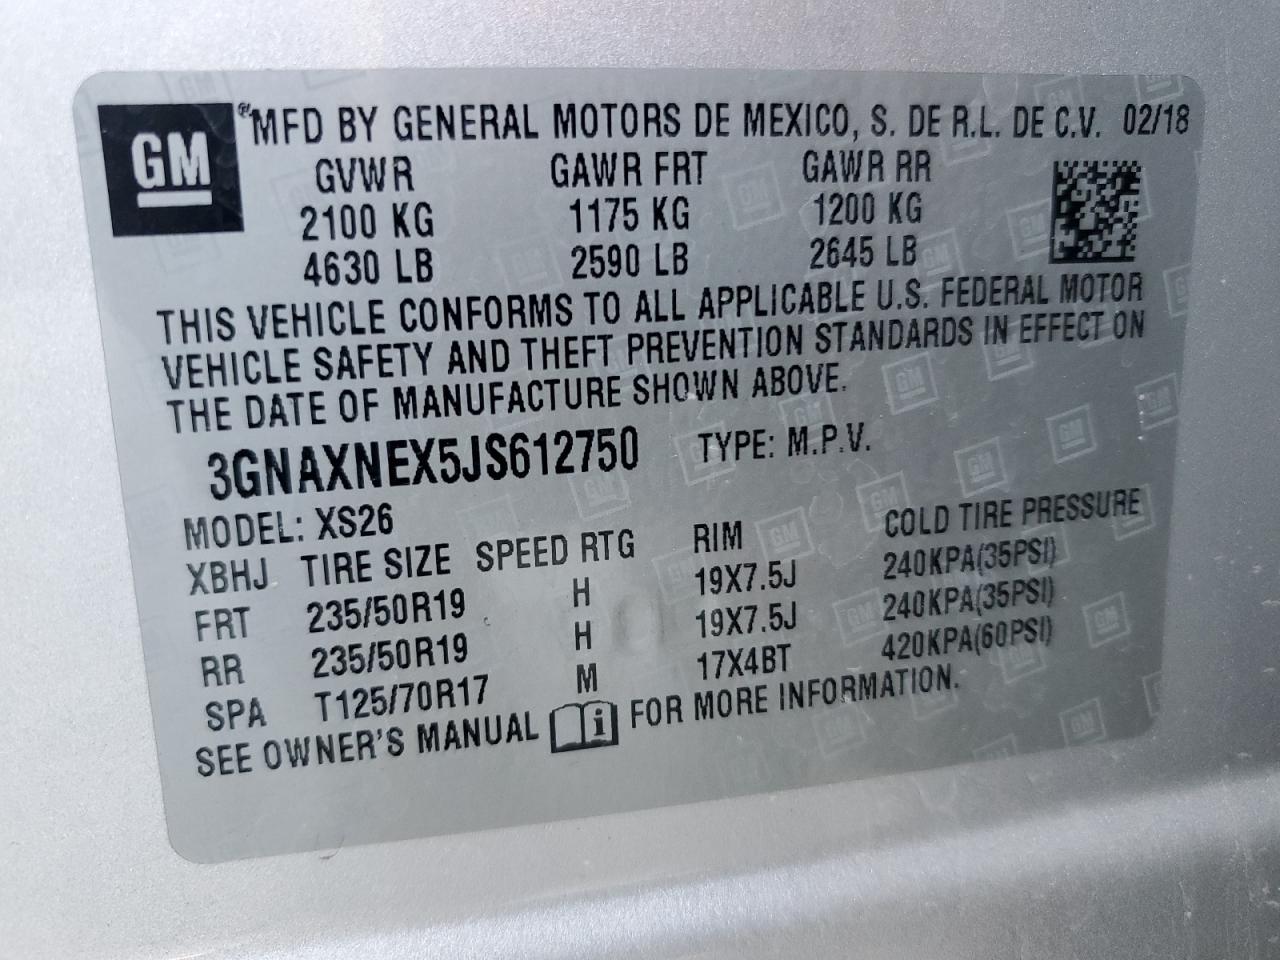 GM ® MFD BY GENERAL MOTORS DE MEXICO, S. DE R.L. DE C.V. 02/18
GVWR GAWR FRT GAWR RR
2100 KG 1175 KG 1200 KG
4630 LB 2590 LB 2645 LB
THIS VEHICLE CONFORMS TO ALL APPLICABLE U.S. FEDERAL MOTOR
VEHICLE SAFETY AND THEFT PREVENTION STANDARDS IN EFFECT ON
THE DATE OF MANUFACTURE SHOWN ABOVE.
3GNAXNEX5JS612750 TYPE: M.P.V.
MODEL: XS26
XBHJ TIRE SIZE SPEED RTG RIM COLD TIRE PRESSURE
FRT 235/50R19 H 19X7.5J 240KPA(35PSI)
RR 235/50R19 H 19X7.5J 240KPA(35PSI)
SPA T125/70R17 M 17X4BT 420KPA(60PSI)
SEE OWNER'S MANUAL i FOR MORE INFORMATION.